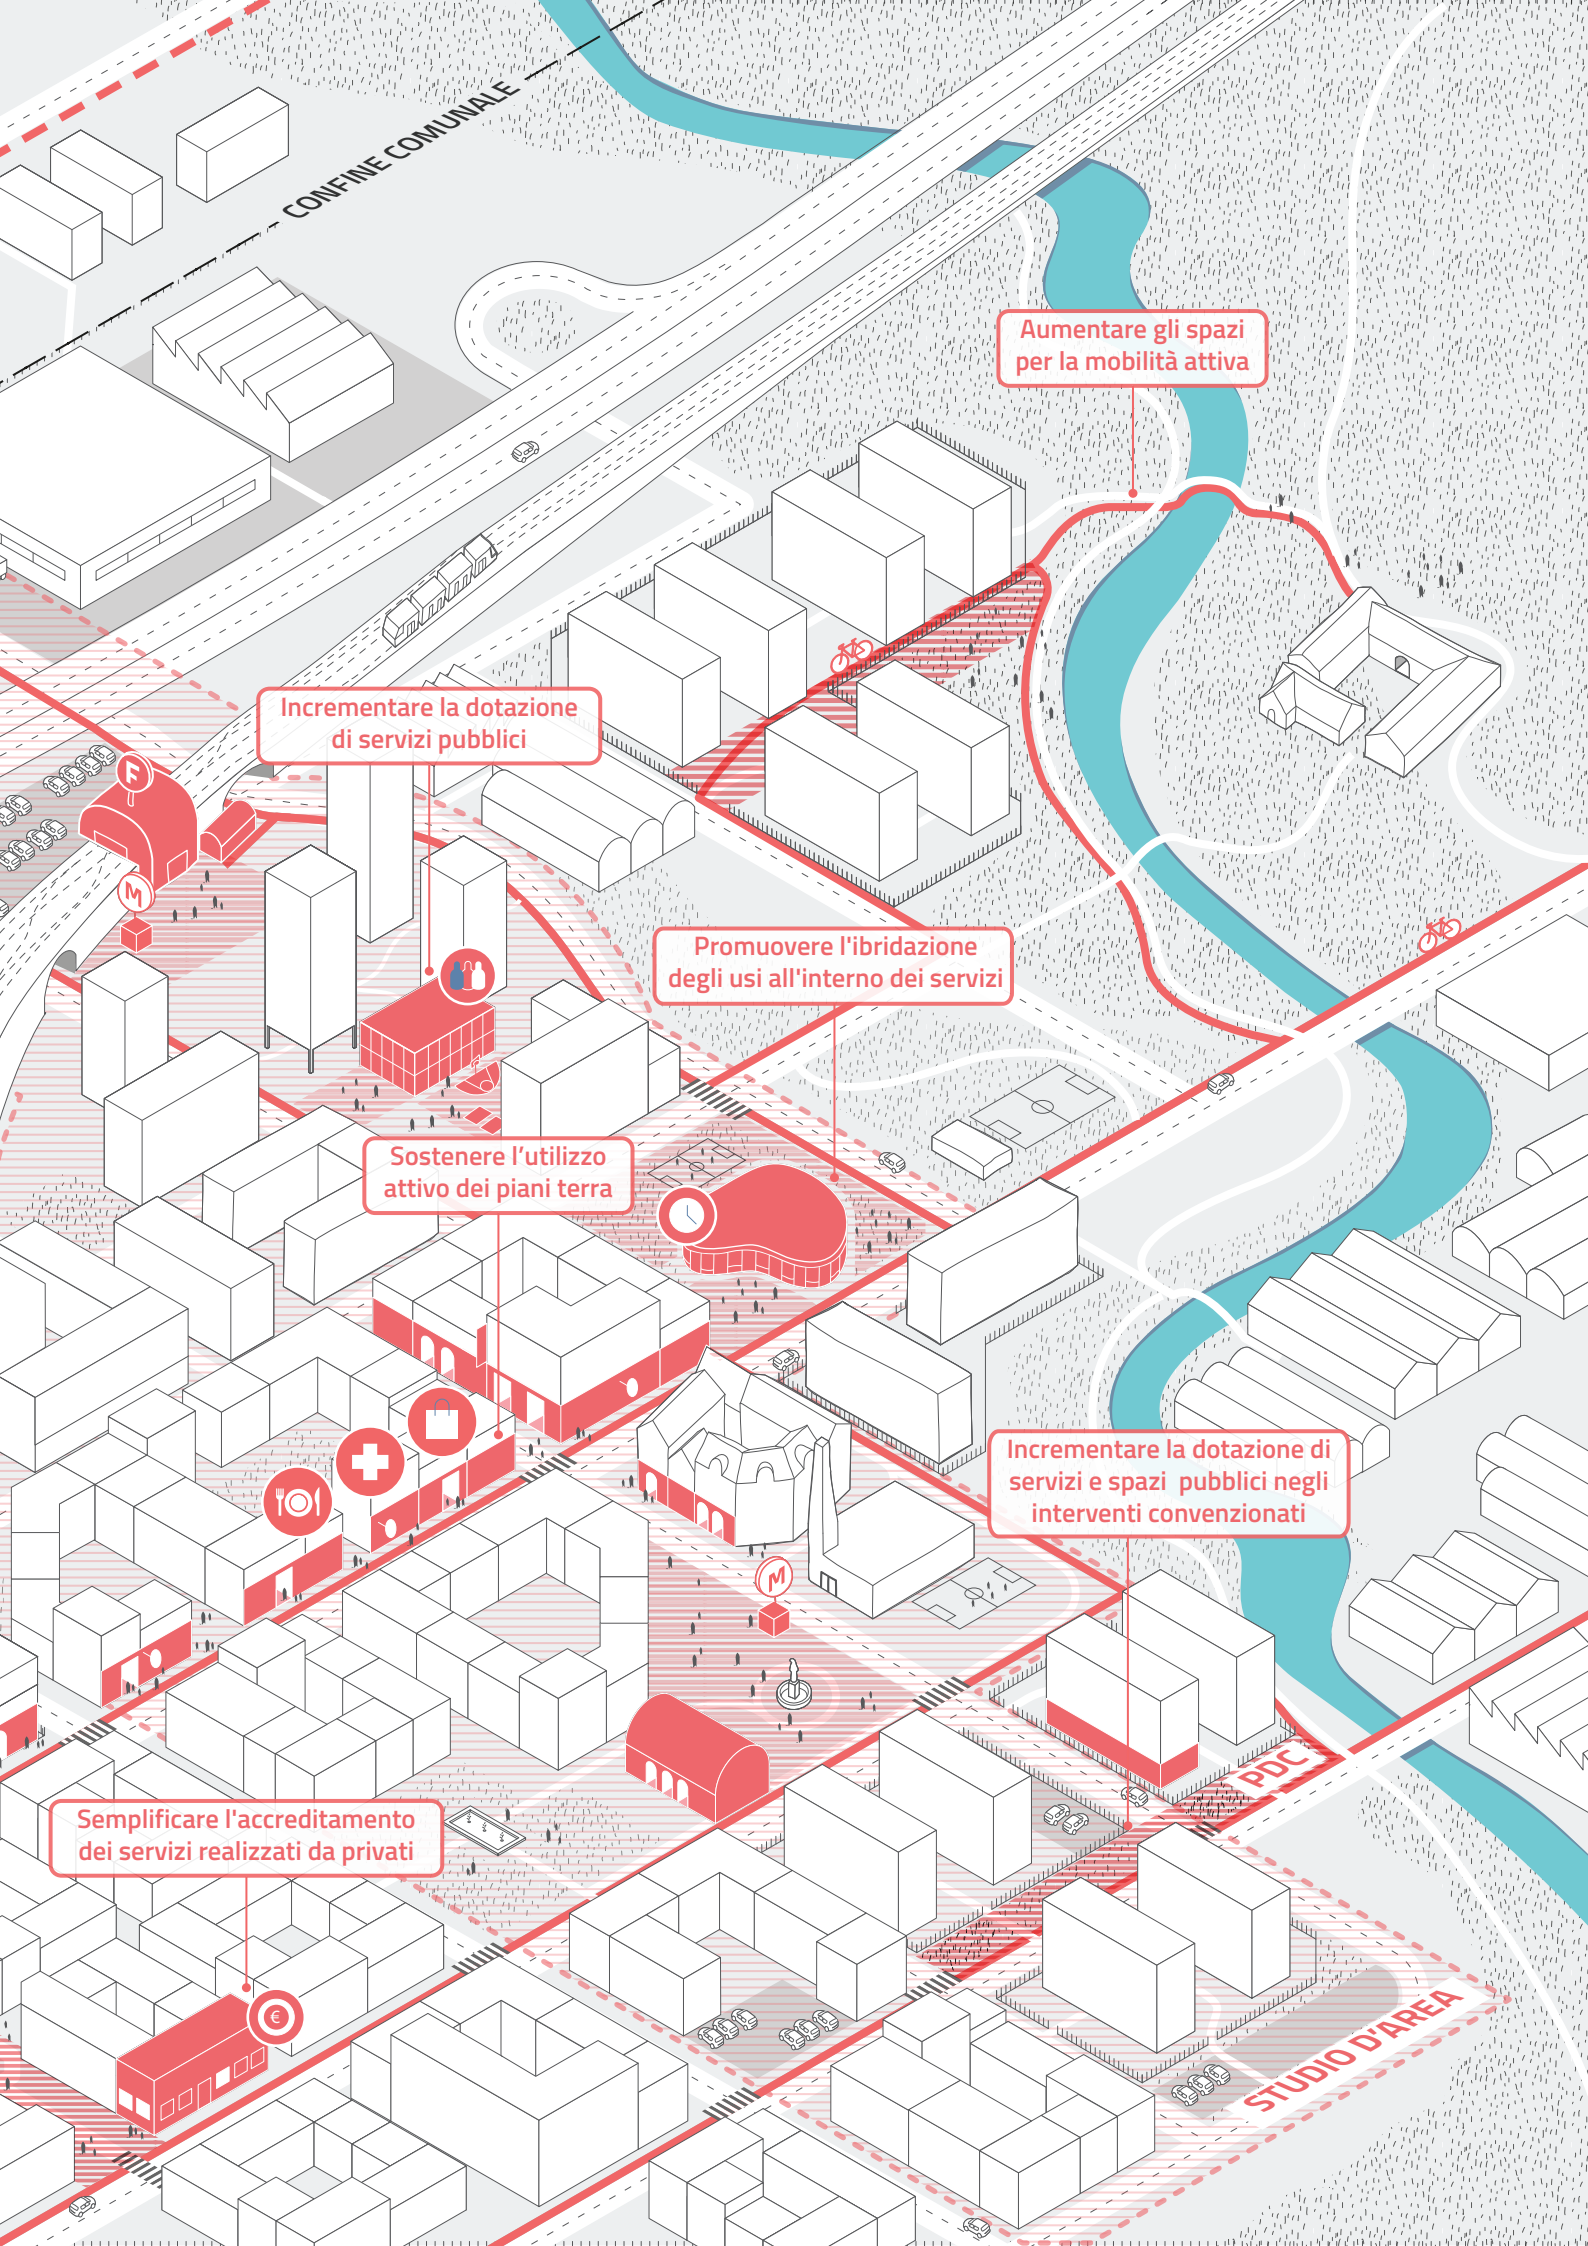 CONFINE COMUNALE
Aumentare gli spazi
per la mobilità attiva
Incrementare la dotazione
di servizi pubblici
F
M
Promuovere l'ibridazione
degli usi all'interno dei servizi
Sostenere l’utilizzo
attivo dei piani terra
Incrementare la dotazione di
servizi e spazi pubblici negli
interventi convenzionati
M
PDC
Semplificare l'accreditamento
dei servizi realizzati da privati
€
STUDIO D'AREA